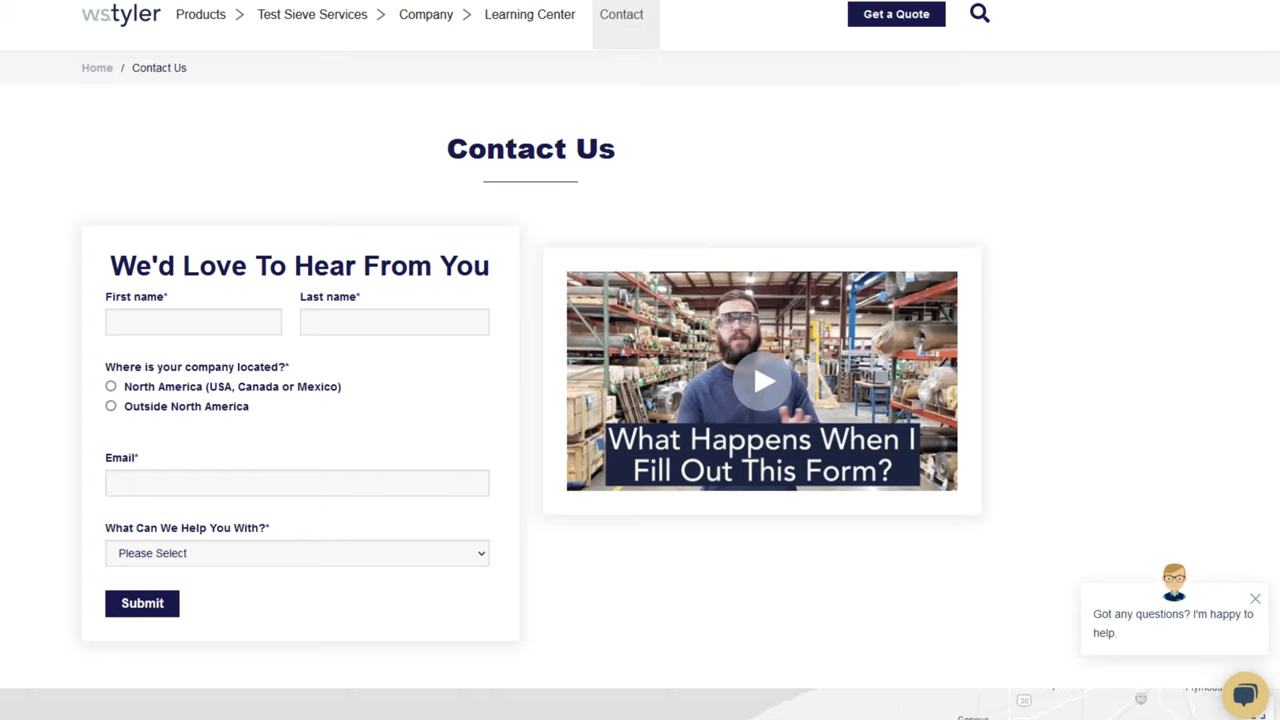 wstyler Products Test Sieve Services Company Learning Center Contact Get a Quote
Home / Contact Us
Contact Us
We'd Love To Hear From You
First name* Last name*
Where is your company located?*
North America (USA, Canada or Mexico)
Outside North America
Email*
What Can We Help You With?*
Please Select
Submit
What Happens When I
Fill Out This Form?
Got any questions? I'm happy to
help.